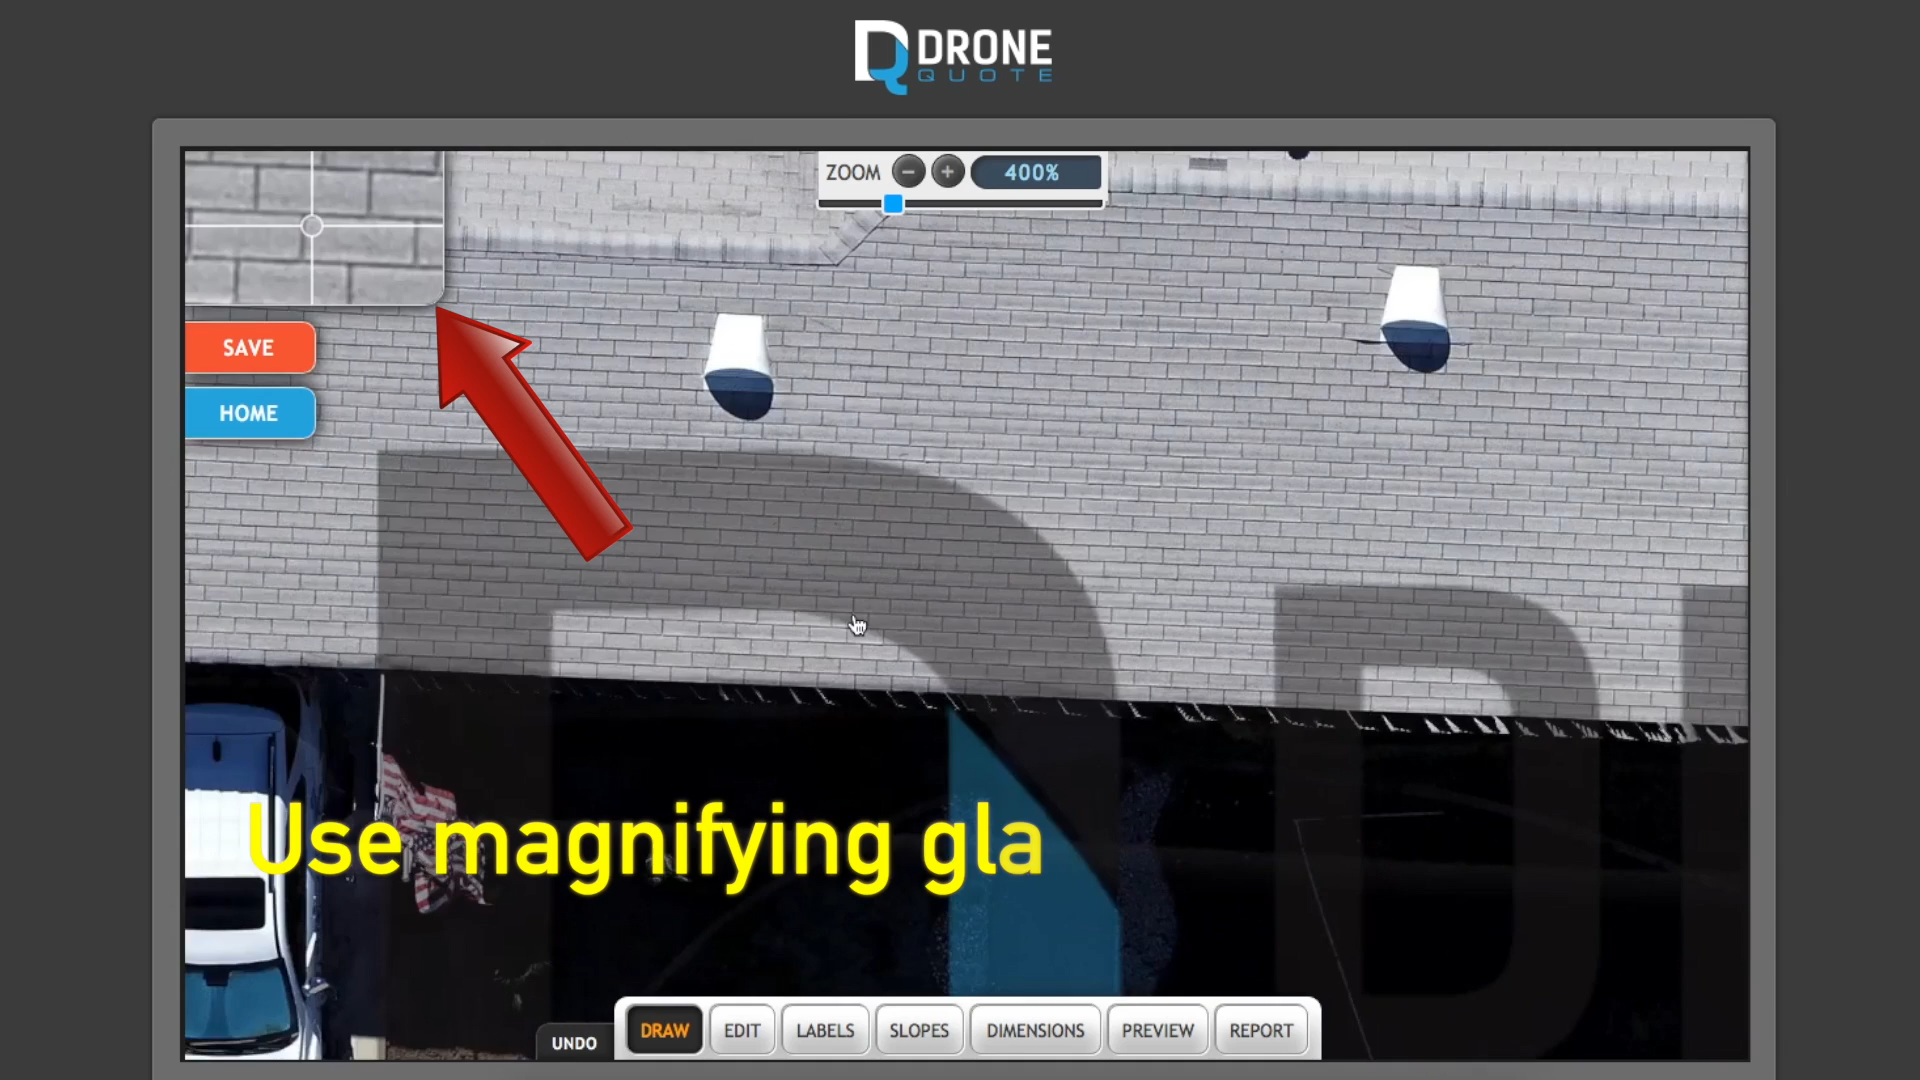 DRONE
QUOTE
ZOOM − + 400%
SAVE
HOME
Use magnifying gla
UNDO DRAW EDIT LABELS SLOPES DIMENSIONS PREVIEW REPORT